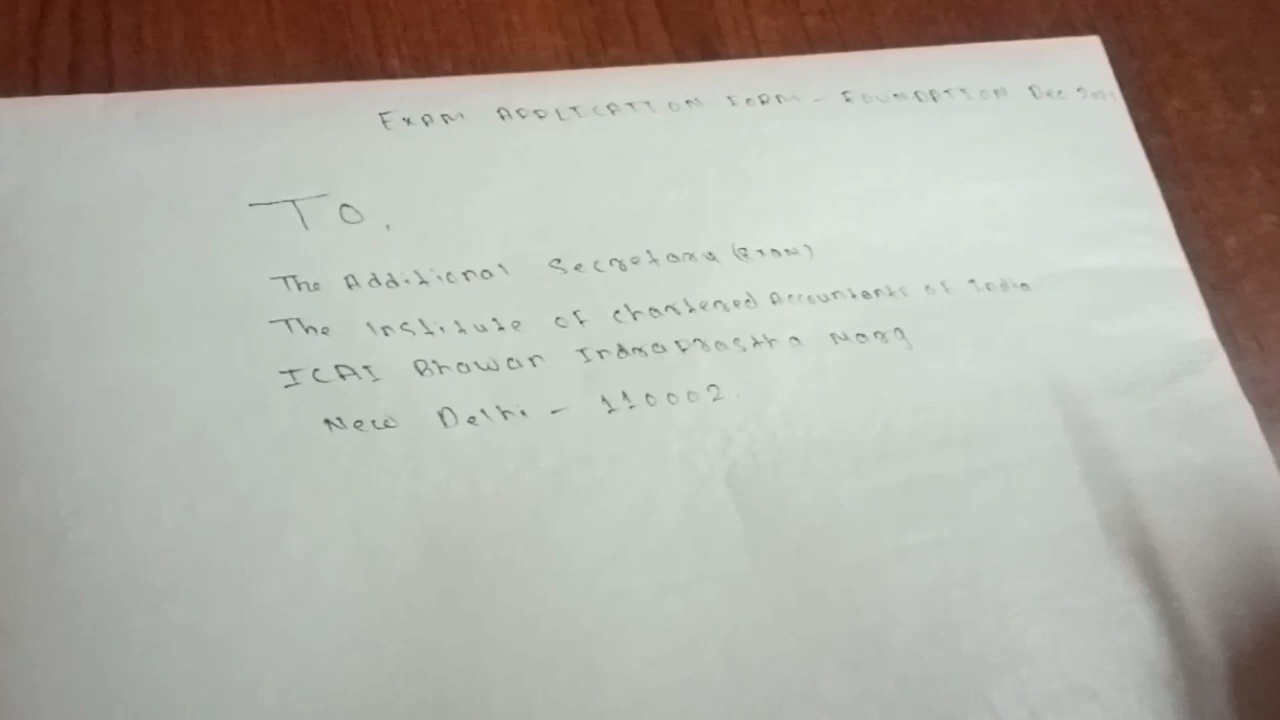 EXAM APPLICATION FORM - FOUNDATION Dec
To,
The Additional Secretary (EXAM)
The Institute of Chartered Accountants of India
ICAI Bhawan Indraprastha Marg
New Delhi - 110002